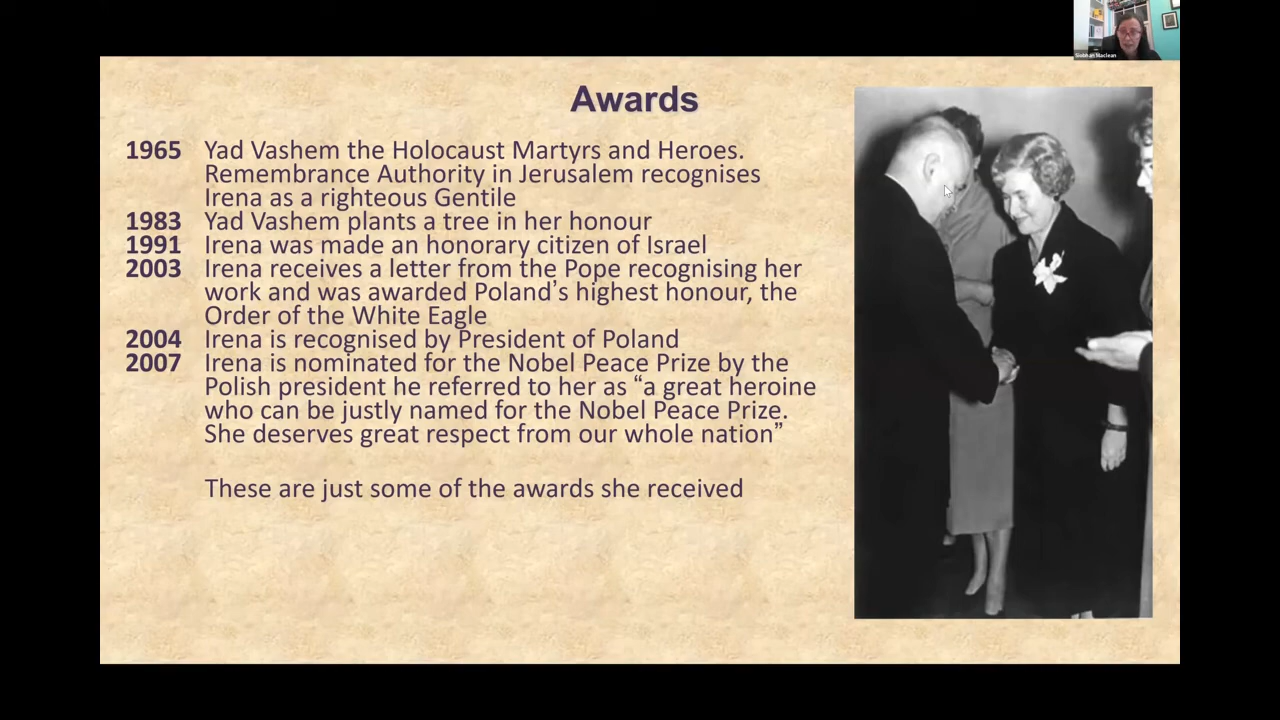 Siobhan Maclean
Awards
1965 Yad Vashem the Holocaust Martyrs and Heroes.
Remembrance Authority in Jerusalem recognises
Irena as a righteous Gentile
1983 Yad Vashem plants a tree in her honour
1991 Irena was made an honorary citizen of Israel
2003 Irena receives a letter from the Pope recognising her
work and was awarded Poland’s highest honour, the
Order of the White Eagle
2004 Irena is recognised by President of Poland
2007 Irena is nominated for the Nobel Peace Prize by the
Polish president he referred to her as “a great heroine
who can be justly named for the Nobel Peace Prize.
She deserves great respect from our whole nation”
These are just some of the awards she received